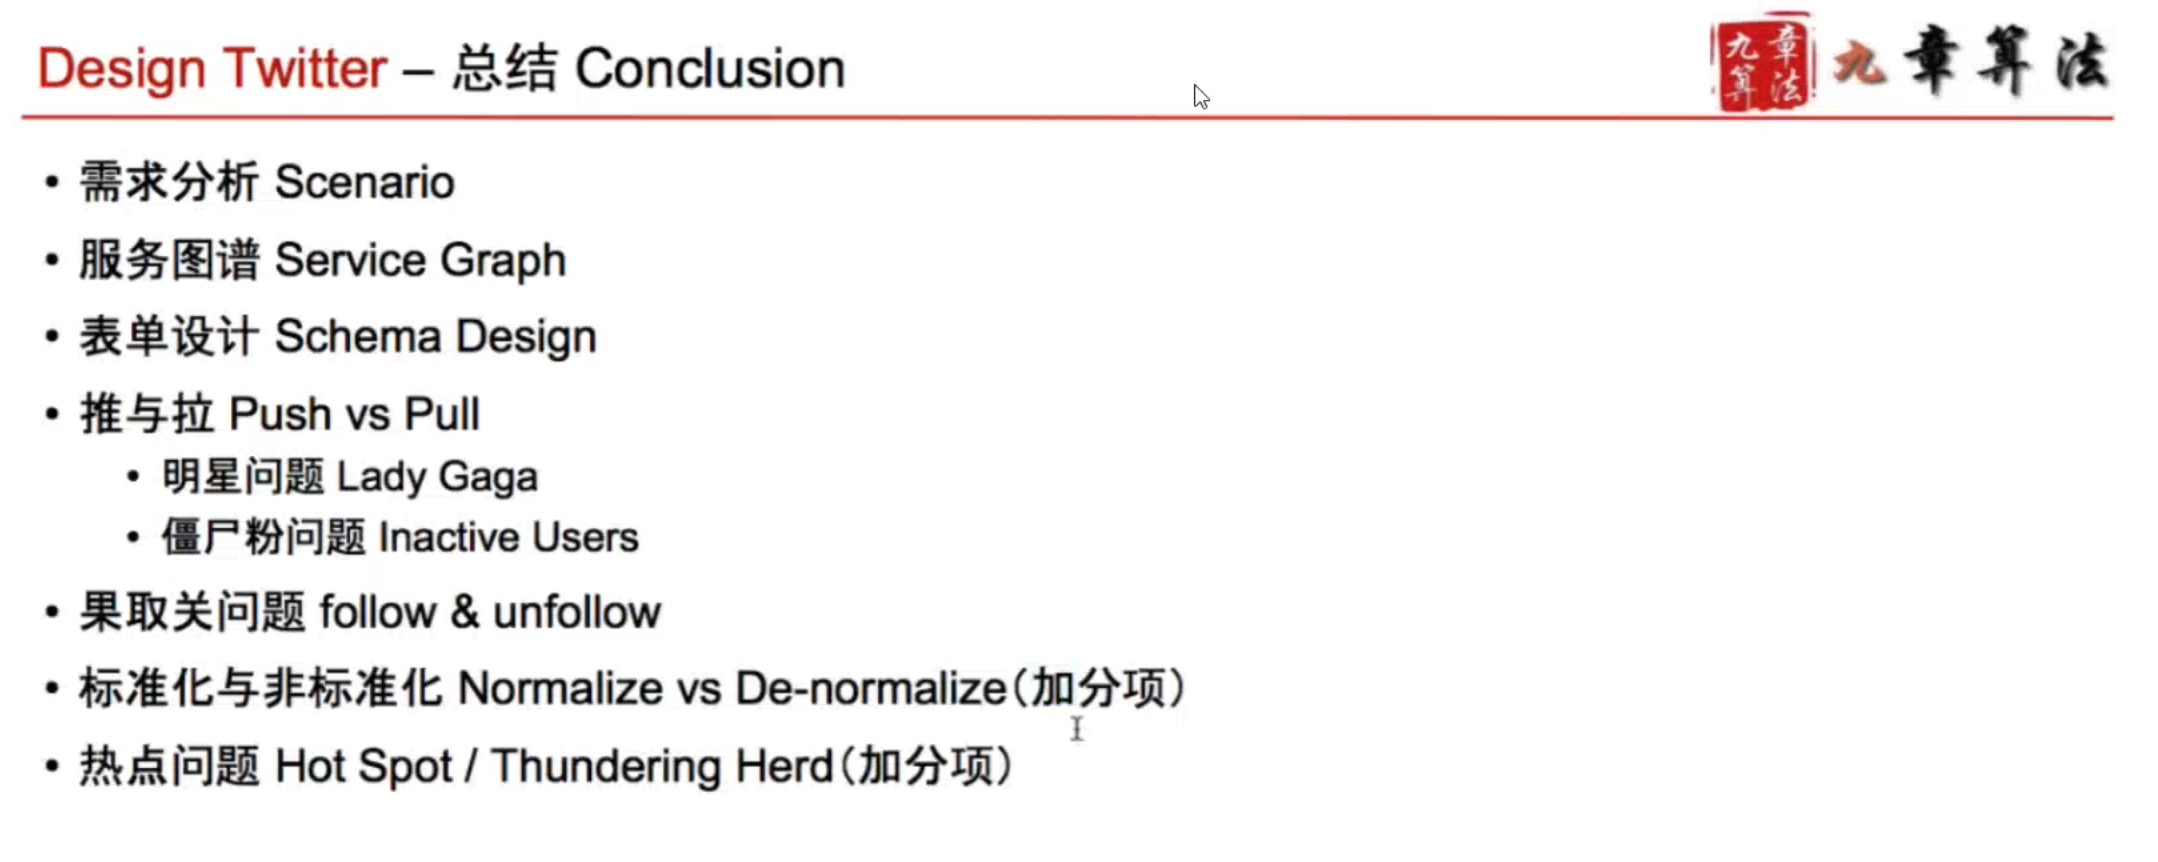 Design Twitter – 总结 Conclusion
九章算法
九章算法
• 需求分析 Scenario
• 服务图谱 Service Graph
• 表单设计 Schema Design
• 推与拉 Push vs Pull
• 明星问题 Lady Gaga
• 僵尸粉问题 Inactive Users
• 果取关问题 follow & unfollow
• 标准化与非标准化 Normalize vs De-normalize（加分项）
• 热点问题 Hot Spot / Thundering Herd（加分项）